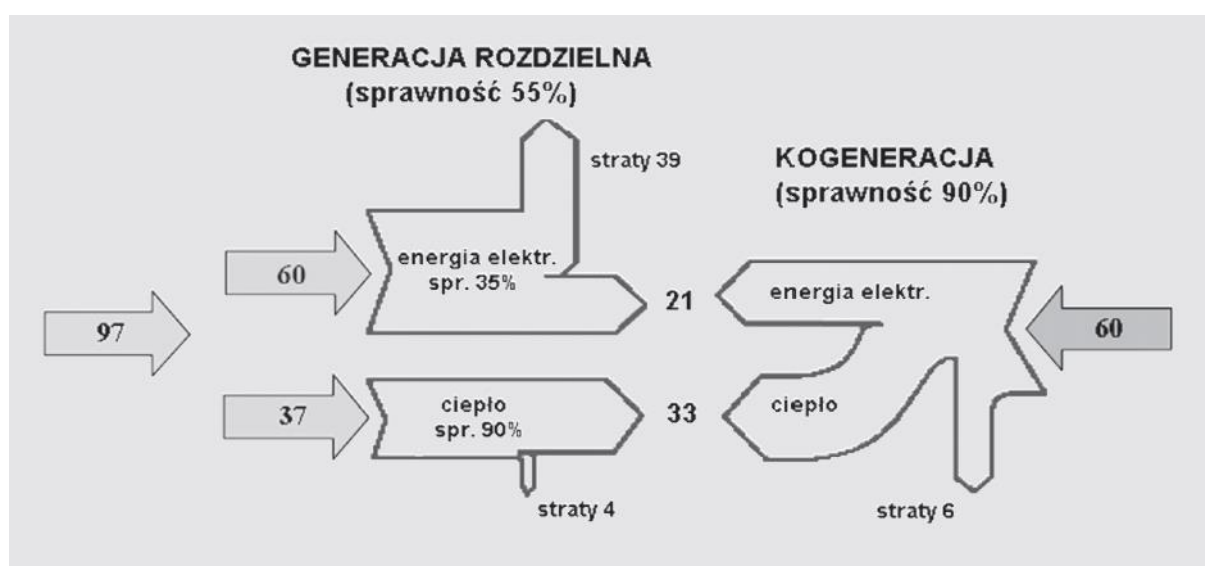 GENERACJA ROZDZIELNA
(sprawność 55%)
straty 39
KOGENERACJA
(sprawność 90%)
energia elektr.
spr. 35%
60
21
energia elektr.
97
60
37
ciepło
spr. 90%
33
ciepło
straty 4
straty 6